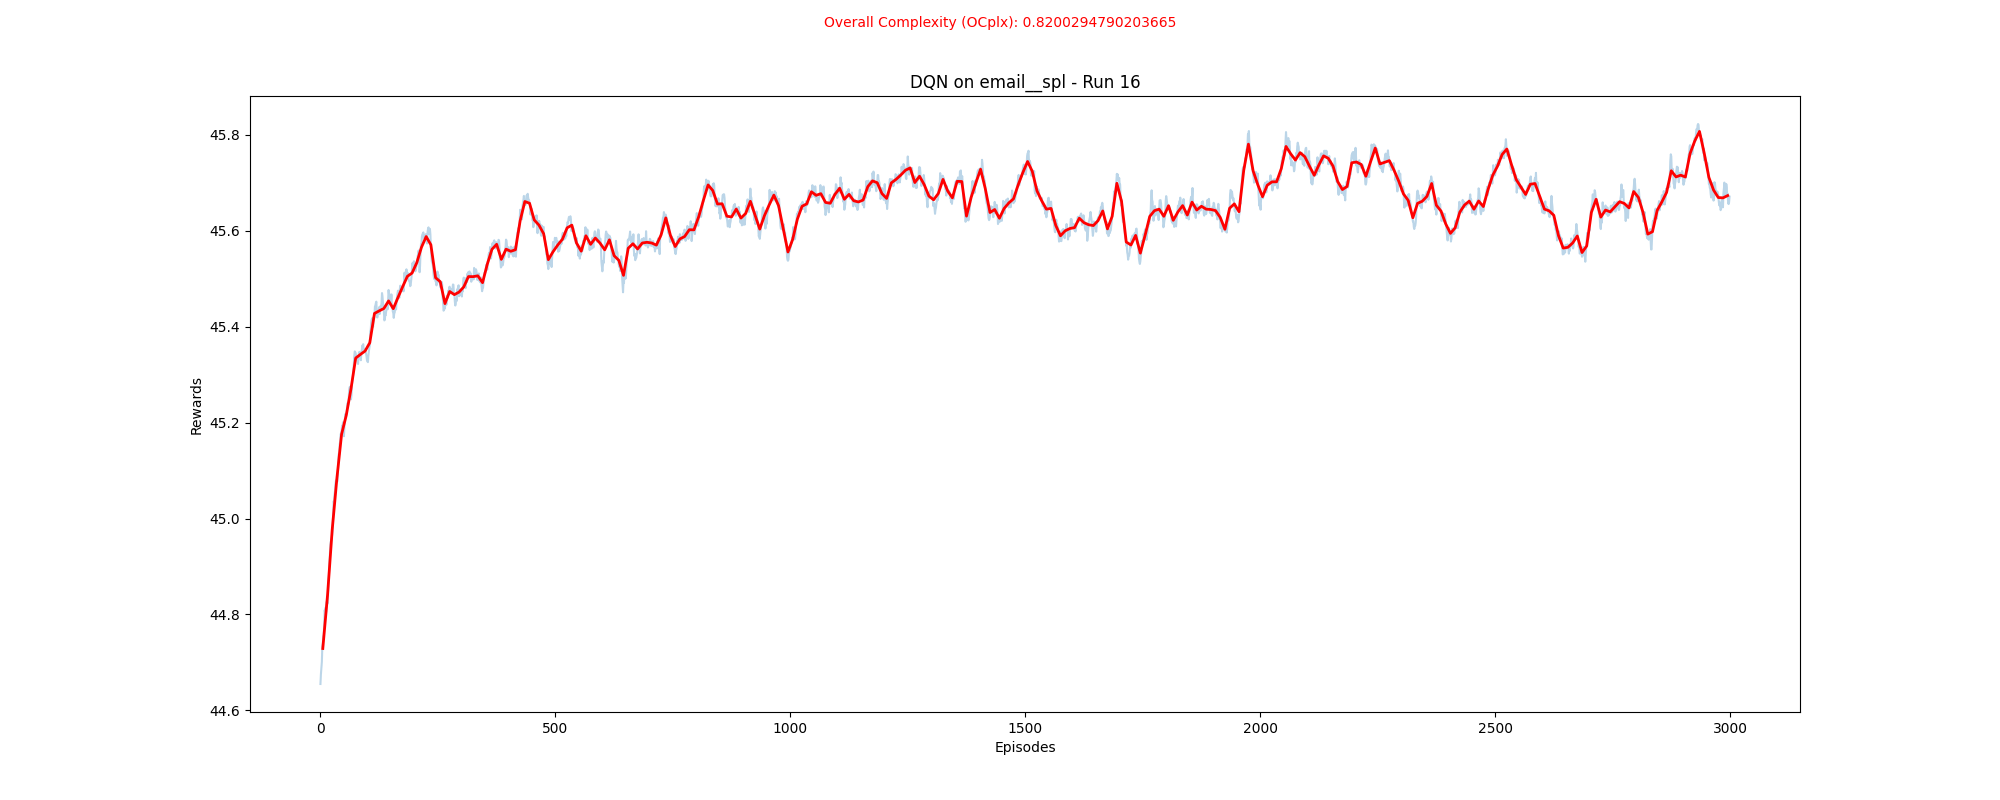 Overall Complexity (OCplx): 0.8200294790203665
DQN on email__spl - Run 16
45.8
45.6
45.4
45.2
45.0
44.8
44.6
Rewards
0 500 1000 1500 2000 2500 3000
Episodes